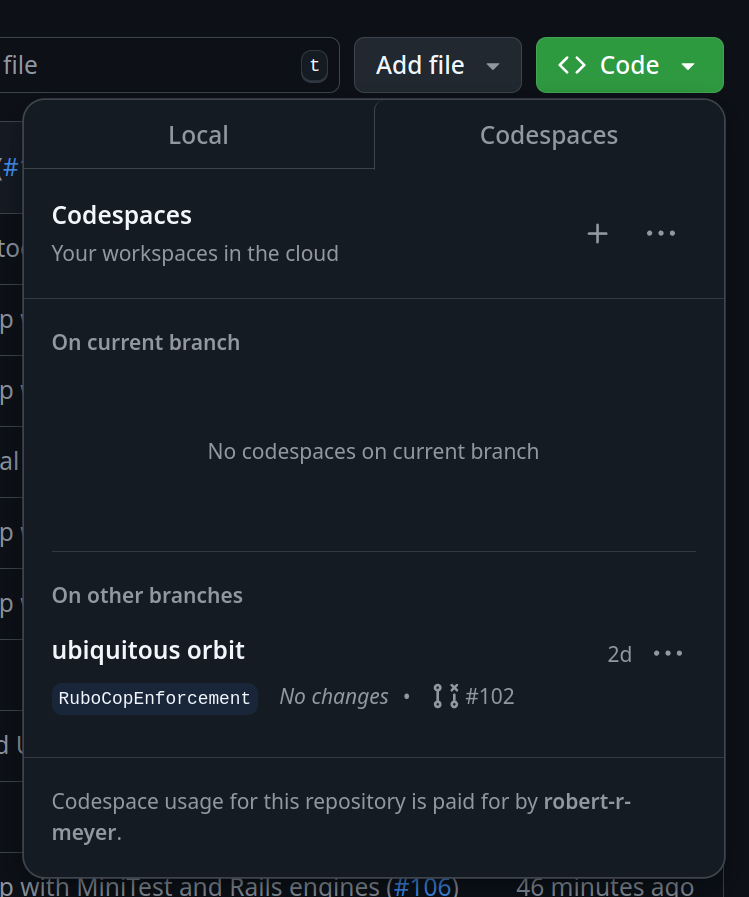 file t Add file Code
Local Codespaces
(#
Codespaces
Your workspaces in the cloud
On current branch
No codespaces on current branch
On other branches
ubiquitous orbit 2d
RuboCopEnforcement No changes • #102
Codespace usage for this repository is paid for by robert-r-
meyer.
p with MiniTest and Rails engines (#106) 46 minutes ago